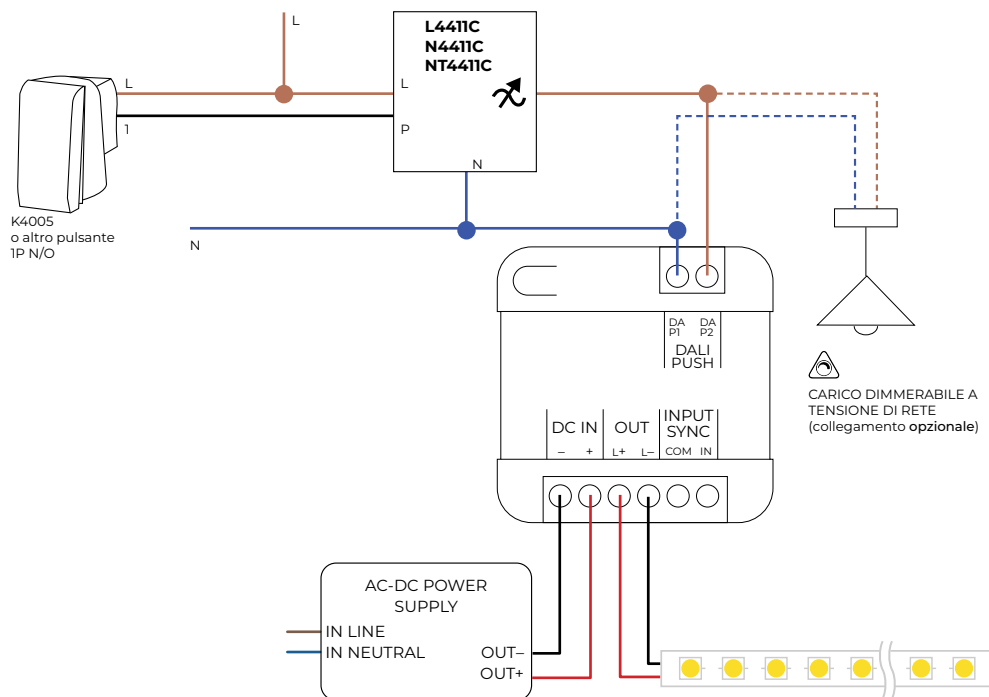 L
L4411C
N4411C
NT4411C
L
L
1
P
N
K4005
o altro pulsante
1P N/O
N
DA
P1
DA
P2
DALI
PUSH
CARICO DIMMERABILE A
TENSIONE DI RETE
(collegamento opzionale)
DC IN
OUT
INPUT
SYNC
– + L+ L– COM IN
AC-DC POWER
SUPPLY
IN LINE
IN NEUTRAL
OUT–
OUT+